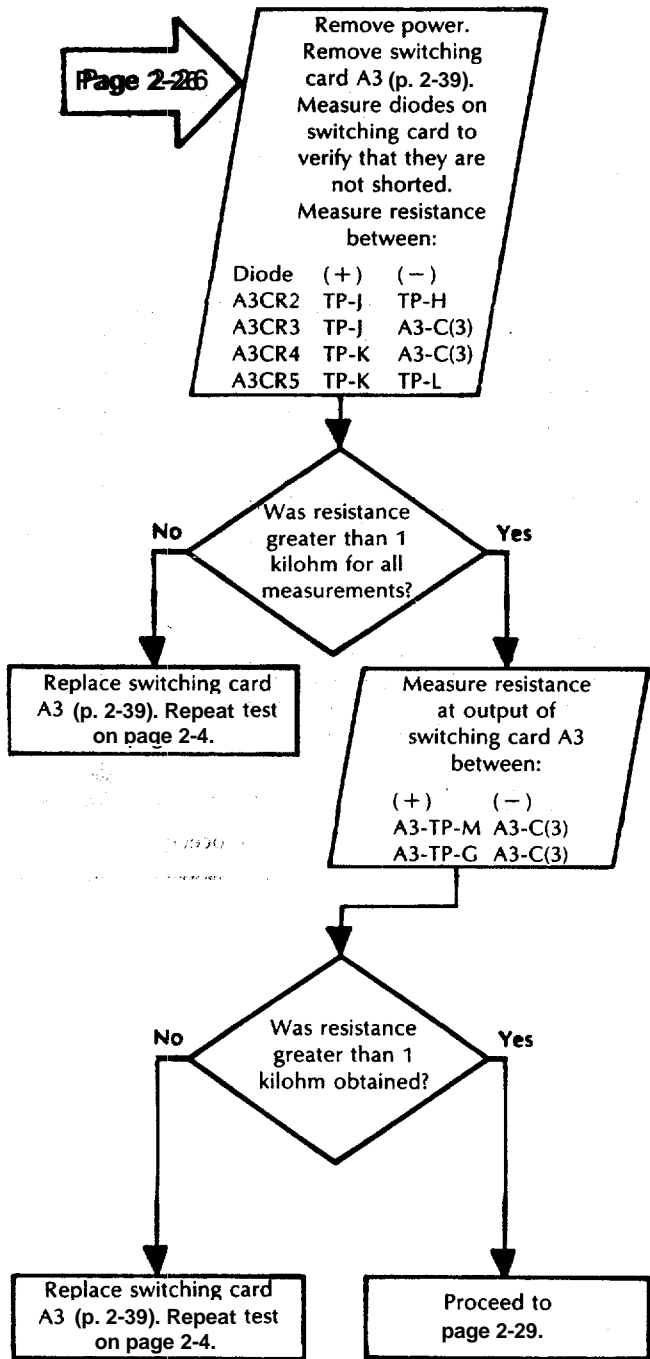 Page 2-26
Remove power.
Remove switching
card A3 (p. 2-39).
Measure diodes on
switching card to
verify that they are
not shorted.
Measure resistance
between:
Diode (+) (−)
A3CR2 TP-J TP-H
A3CR3 TP-J A3-C(3)
A3CR4 TP-K A3-C(3)
A3CR5 TP-K TP-L
No
Was resistance
greater than 1
kilohm for all
measurements?
Yes
Replace switching card
A3 (p. 2-39). Repeat test
on page 2-4.
Measure resistance
at output of
switching card A3
between:
(+) (−)
A3-TP-M A3-C(3)
A3-TP-G A3-C(3)
No
Was resistance
greater than 1
kilohm obtained?
Yes
Replace switching card
A3 (p. 2-39). Repeat test
on page 2-4.
Proceed to
page 2-29.